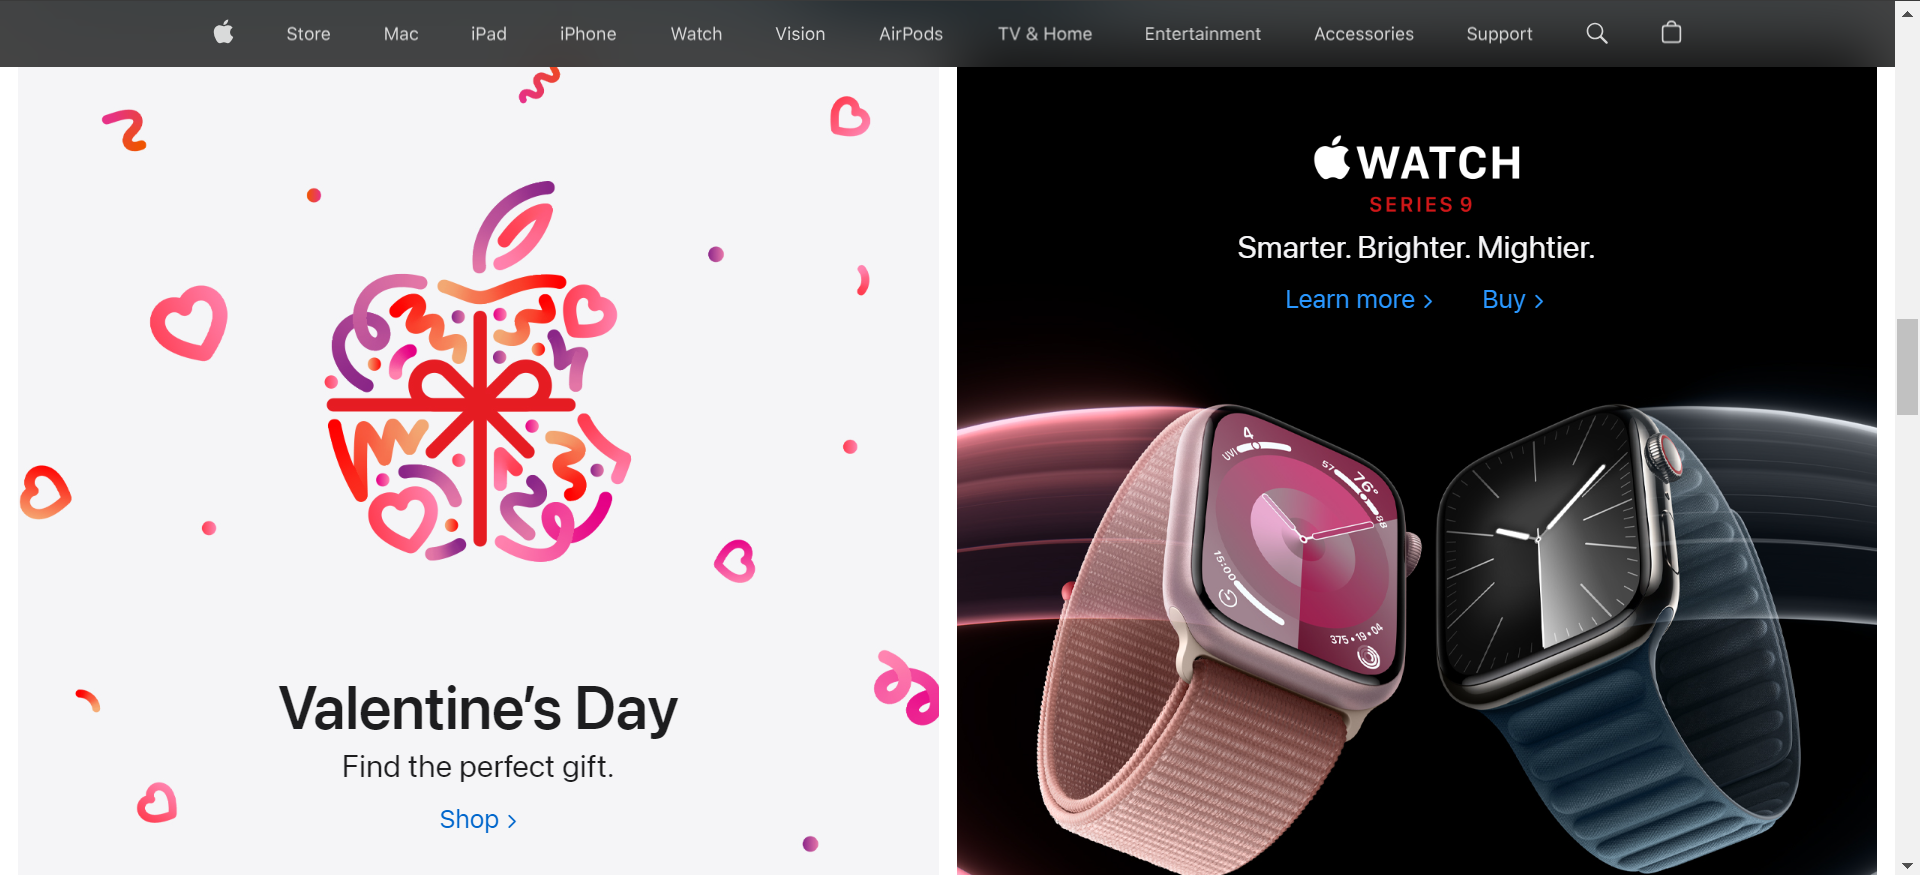 Store Mac iPad iPhone Watch Vision AirPods TV & Home Entertainment Accessories Support
Valentine's Day
Find the perfect gift.
Shop >
WATCH
SERIES 9
Smarter. Brighter. Mightier.
Learn more > Buy >
4
UVI
57 76° 88
15:00
375 • 19 • 04